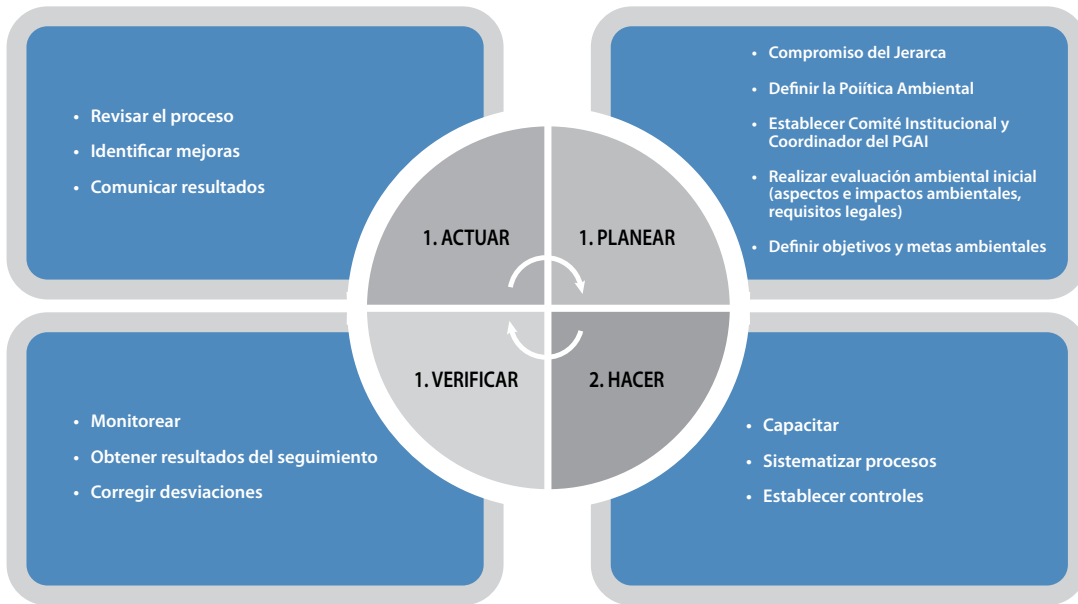 • Revisar el proceso
• Identificar mejoras
• Comunicar resultados
• Compromiso del Jerarca
• Definir la Poiítica Ambiental
• Establecer Comité Institucional y
Coordinador del PGAI
• Realizar evaluación ambiental inicial
(aspectos e impactos ambientales,
requisitos legales)
• Definir objetivos y metas ambientales
1. ACTUAR
1. PLANEAR
1. VERIFICAR
2. HACER
• Monitorear
• Obtener resultados del seguimiento
• Corregir desviaciones
• Capacitar
• Sistematizar procesos
• Establecer controles